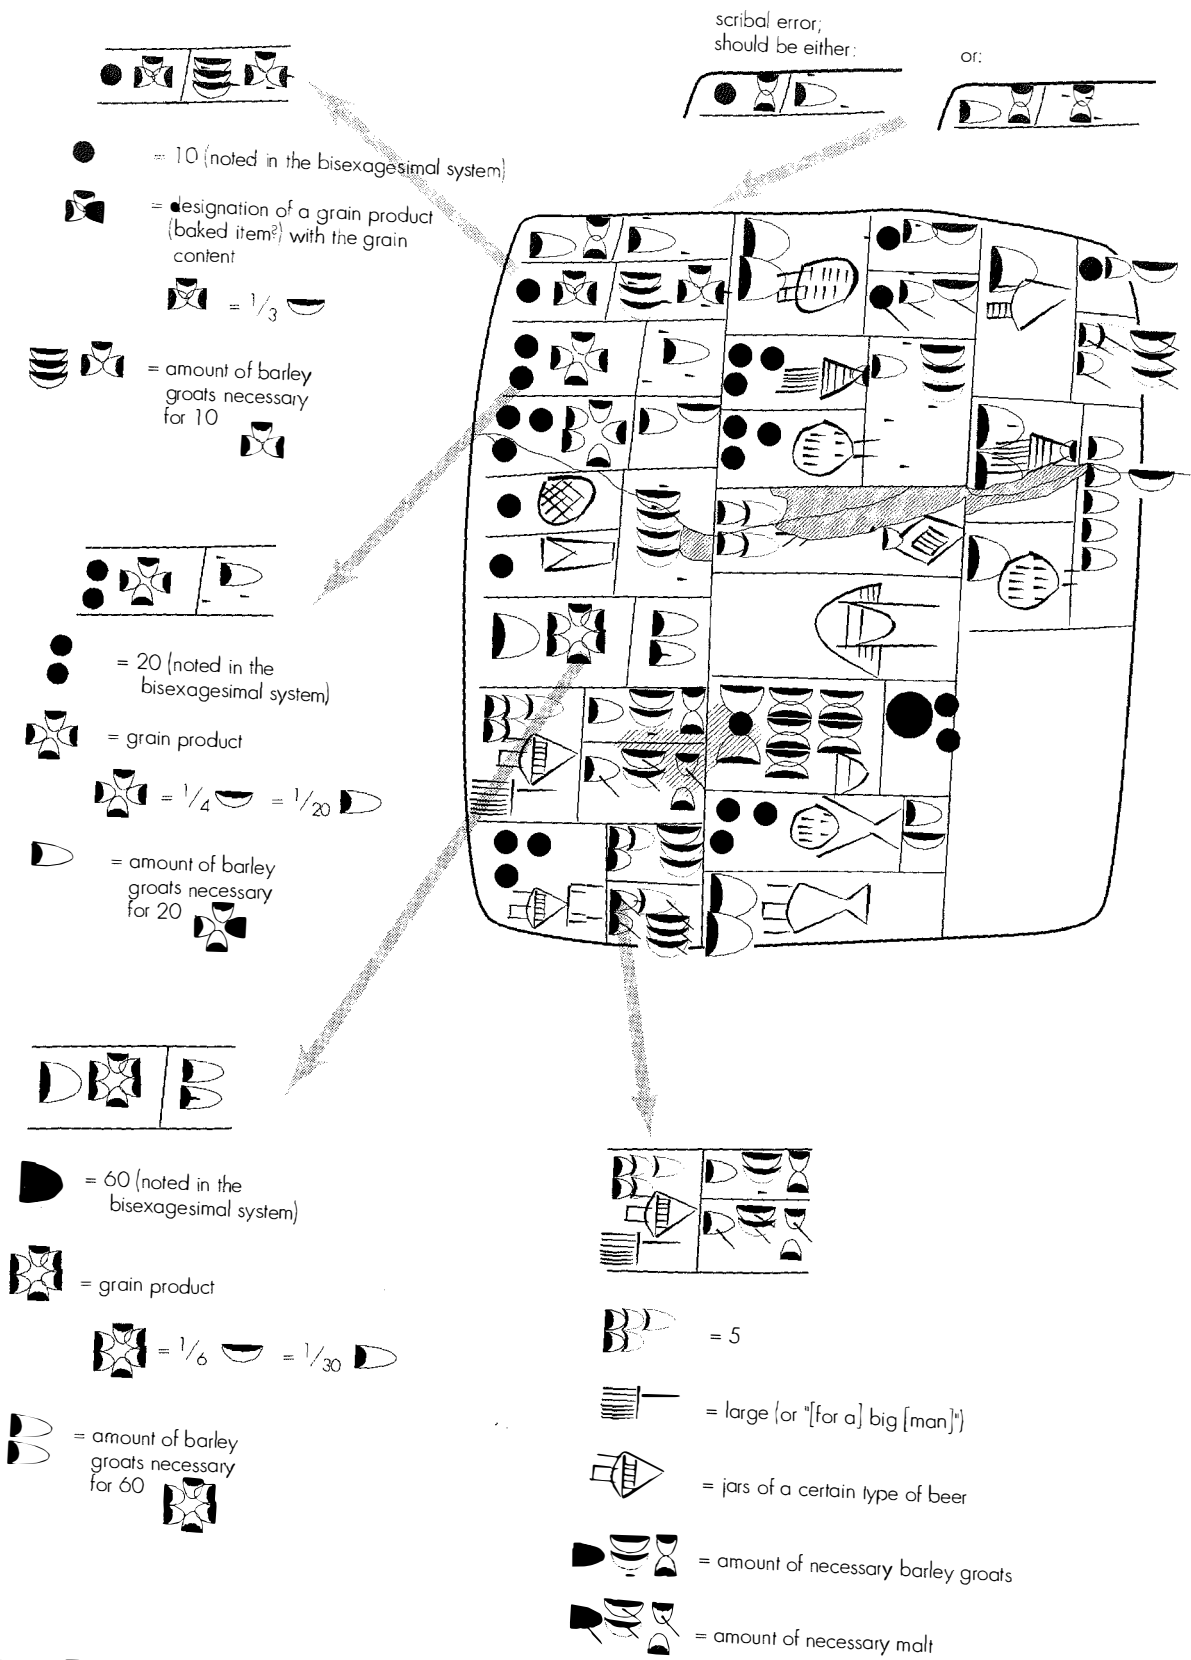 scribal error;
should be either:
or:
= 10 (noted in the bisexagesimal system)
= designation of a grain product
(baked item?) with the grain
content
= 1/3
= amount of barley
groats necessary
for 10
= 20 (noted in the
bisexagesimal system)
= grain product
= 1/4 = 1/20
= amount of barley
groats necessary
for 20
= 60 (noted in the
bisexagesimal system)
= grain product
= 1/6 = 1/30
= amount of barley
groats necessary
for 60
= 5
= large (or "[for a] big [man]")
= jars of a certain type of beer
= amount of necessary barley groats
= amount of necessary malt